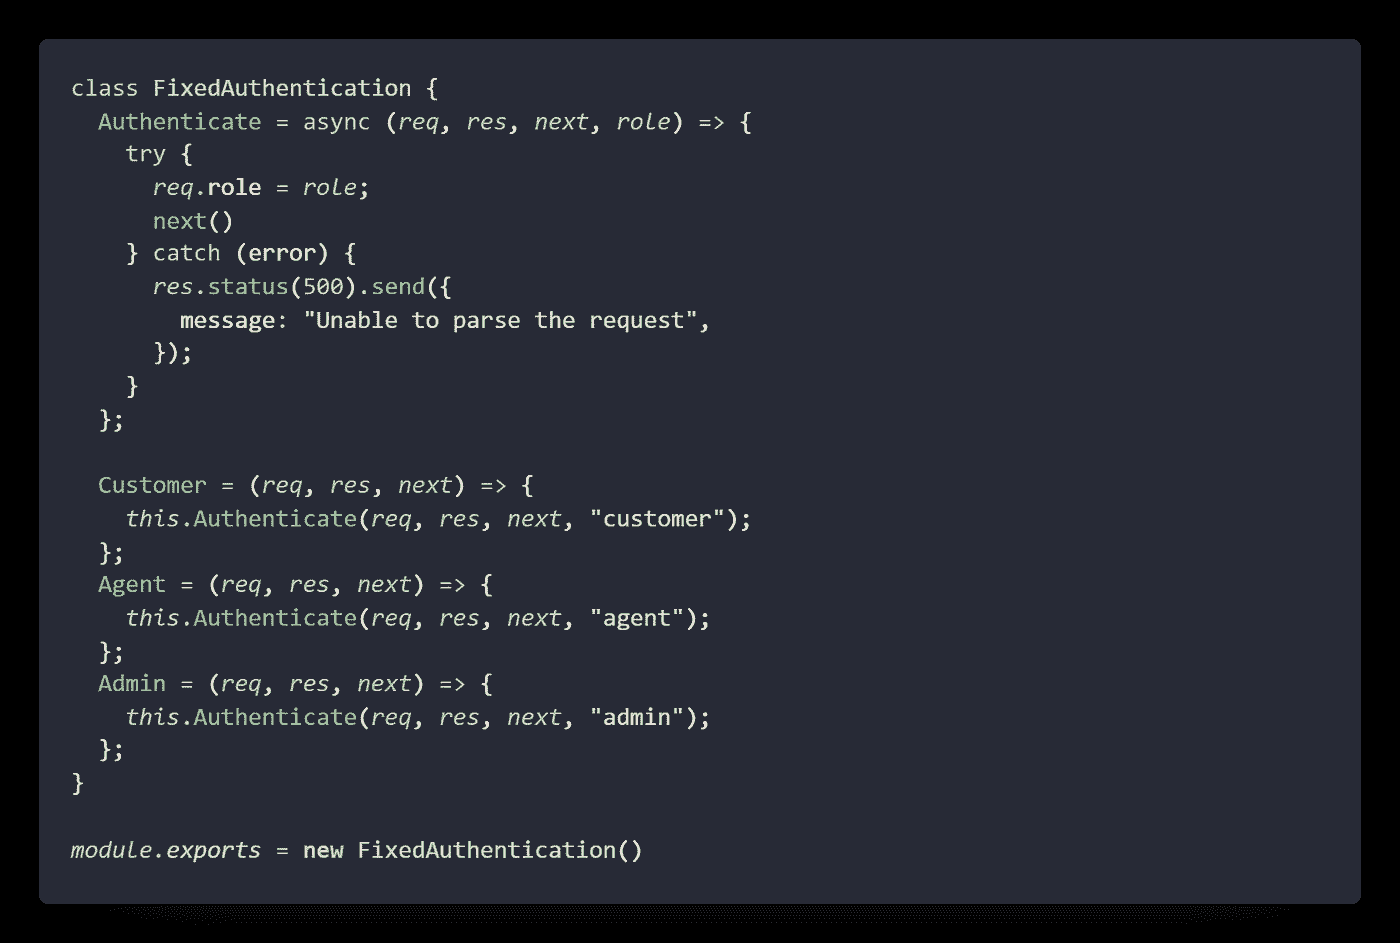 class FixedAuthentication {
  Authenticate = async (req, res, next, role) => {
    try {
      req.role = role;
      next()
    } catch (error) {
      res.status(500).send({
        message: "Unable to parse the request",
      });
    }
  };

  Customer = (req, res, next) => {
    this.Authenticate(req, res, next, "customer");
  };
  Agent = (req, res, next) => {
    this.Authenticate(req, res, next, "agent");
  };
  Admin = (req, res, next) => {
    this.Authenticate(req, res, next, "admin");
  };
}

module.exports = new FixedAuthentication()